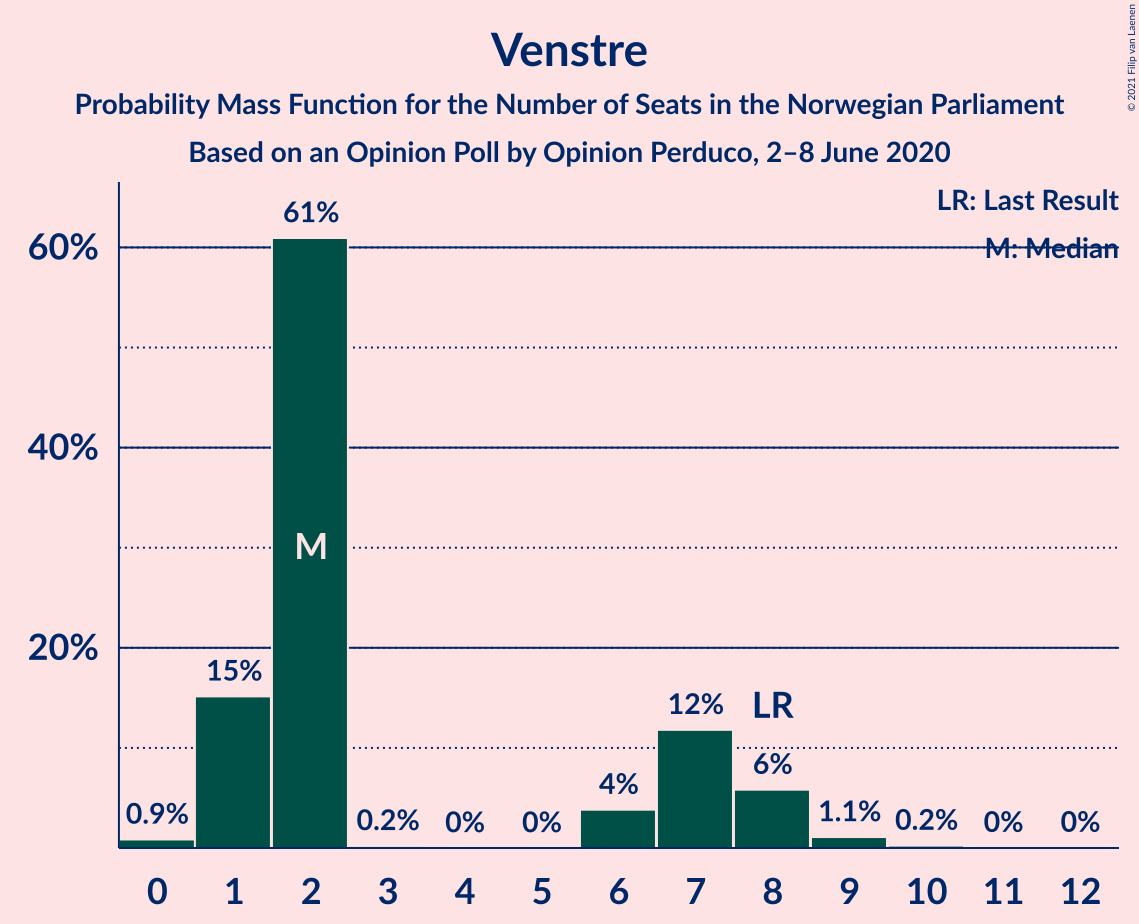 Venstre
Probability Mass Function for the Number of Seats in the Norwegian Parliament
Based on an Opinion Poll by Opinion Perduco, 2–8 June 2020
© 2021 Filip van Laenen
LR: Last Result
M: Median
60%
40%
20%
0.9%
15%
61%
M
0.2%
0%
0%
4%
12%
LR
6%
1.1%
0.2%
0%
0%
0 1 2 3 4 5 6 7 8 9 10 11 12